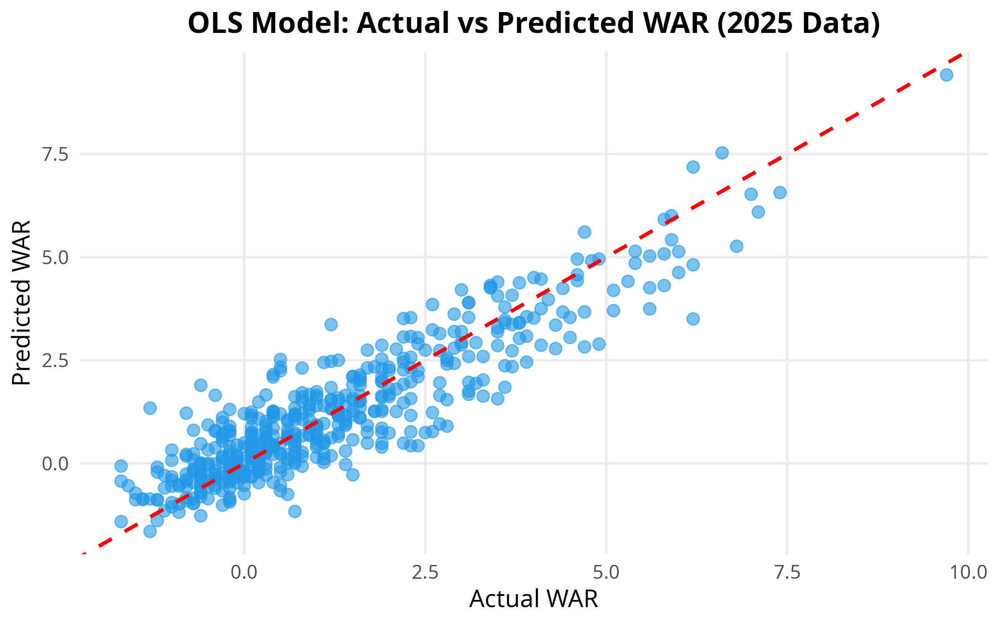 OLS Model: Actual vs Predicted WAR (2025 Data)
Predicted WAR
7.5
5.0
2.5
0.0
0.0 2.5 5.0 7.5 10.0
Actual WAR